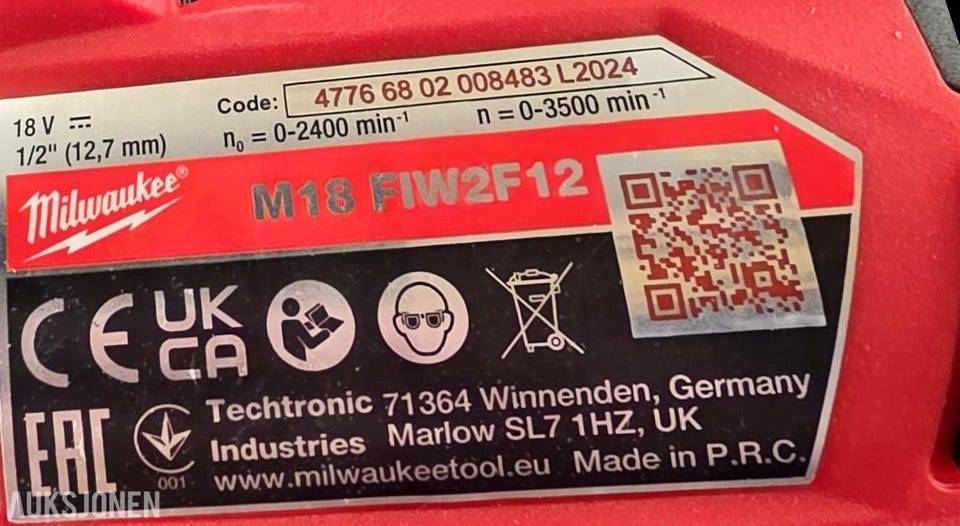 Code: 4776 68 02 008483 L2024
18 V
n₀ = 0-2400 min⁻¹ n = 0-3500 min⁻¹
1/2" (12,7 mm)
Milwaukee®
M18 FIW2F12
CE
UK
CA
EAC
001
Techtronic 71364 Winnenden, Germany
Industries Marlow SL7 1HZ, UK
www.milwaukeetool.eu Made in P.R.C.
AUKSJONEN